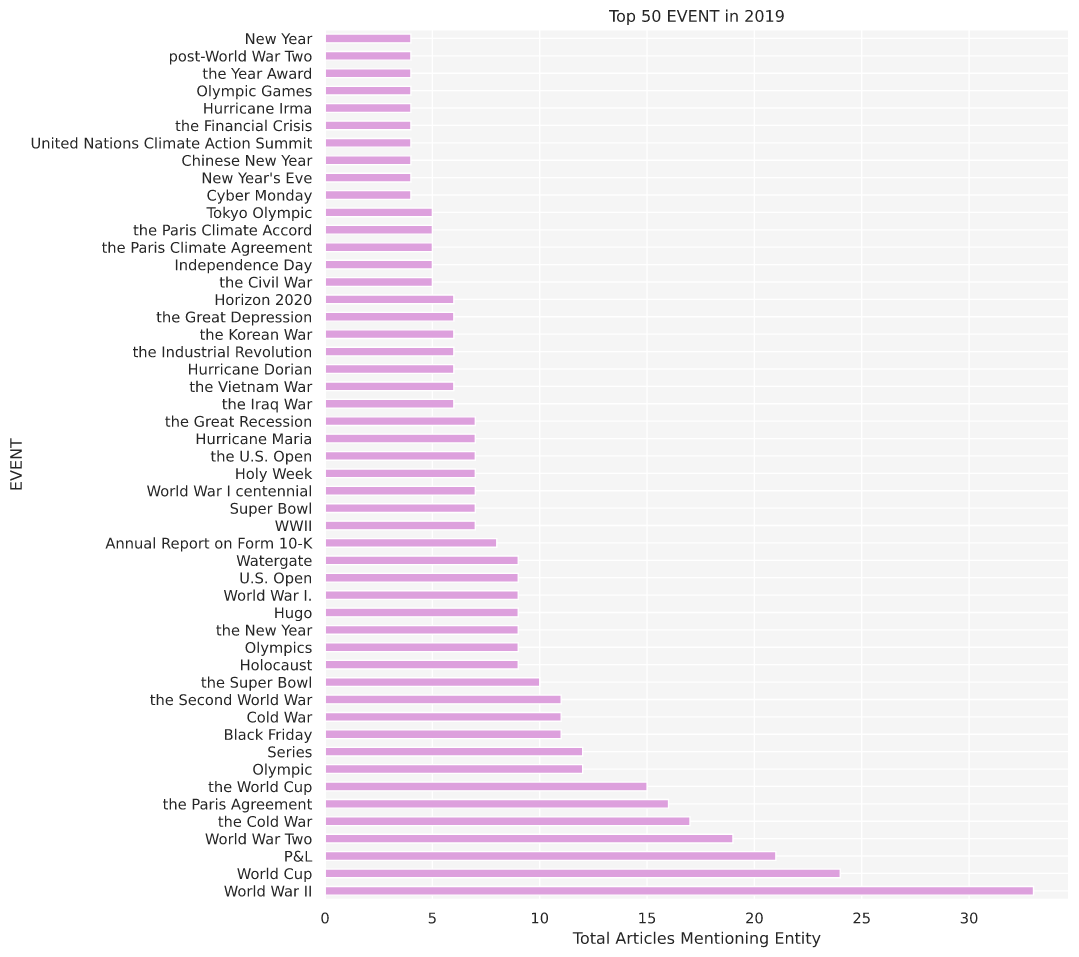 Top 50 EVENT in 2019
New Year
post-World War Two
the Year Award
Olympic Games
Hurricane Irma
the Financial Crisis
United Nations Climate Action Summit
Chinese New Year
New Year's Eve
Cyber Monday
Tokyo Olympic
the Paris Climate Accord
the Paris Climate Agreement
Independence Day
the Civil War
Horizon 2020
the Great Depression
the Korean War
the Industrial Revolution
Hurricane Dorian
the Vietnam War
the Iraq War
the Great Recession
Hurricane Maria
the U.S. Open
Holy Week
World War I centennial
Super Bowl
WWII
Annual Report on Form 10-K
Watergate
U.S. Open
World War I.
Hugo
the New Year
Olympics
Holocaust
the Super Bowl
the Second World War
Cold War
Black Friday
Series
Olympic
the World Cup
the Paris Agreement
the Cold War
World War Two
P&L
World Cup
World War II
EVENT
0 5 10 15 20 25 30
Total Articles Mentioning Entity